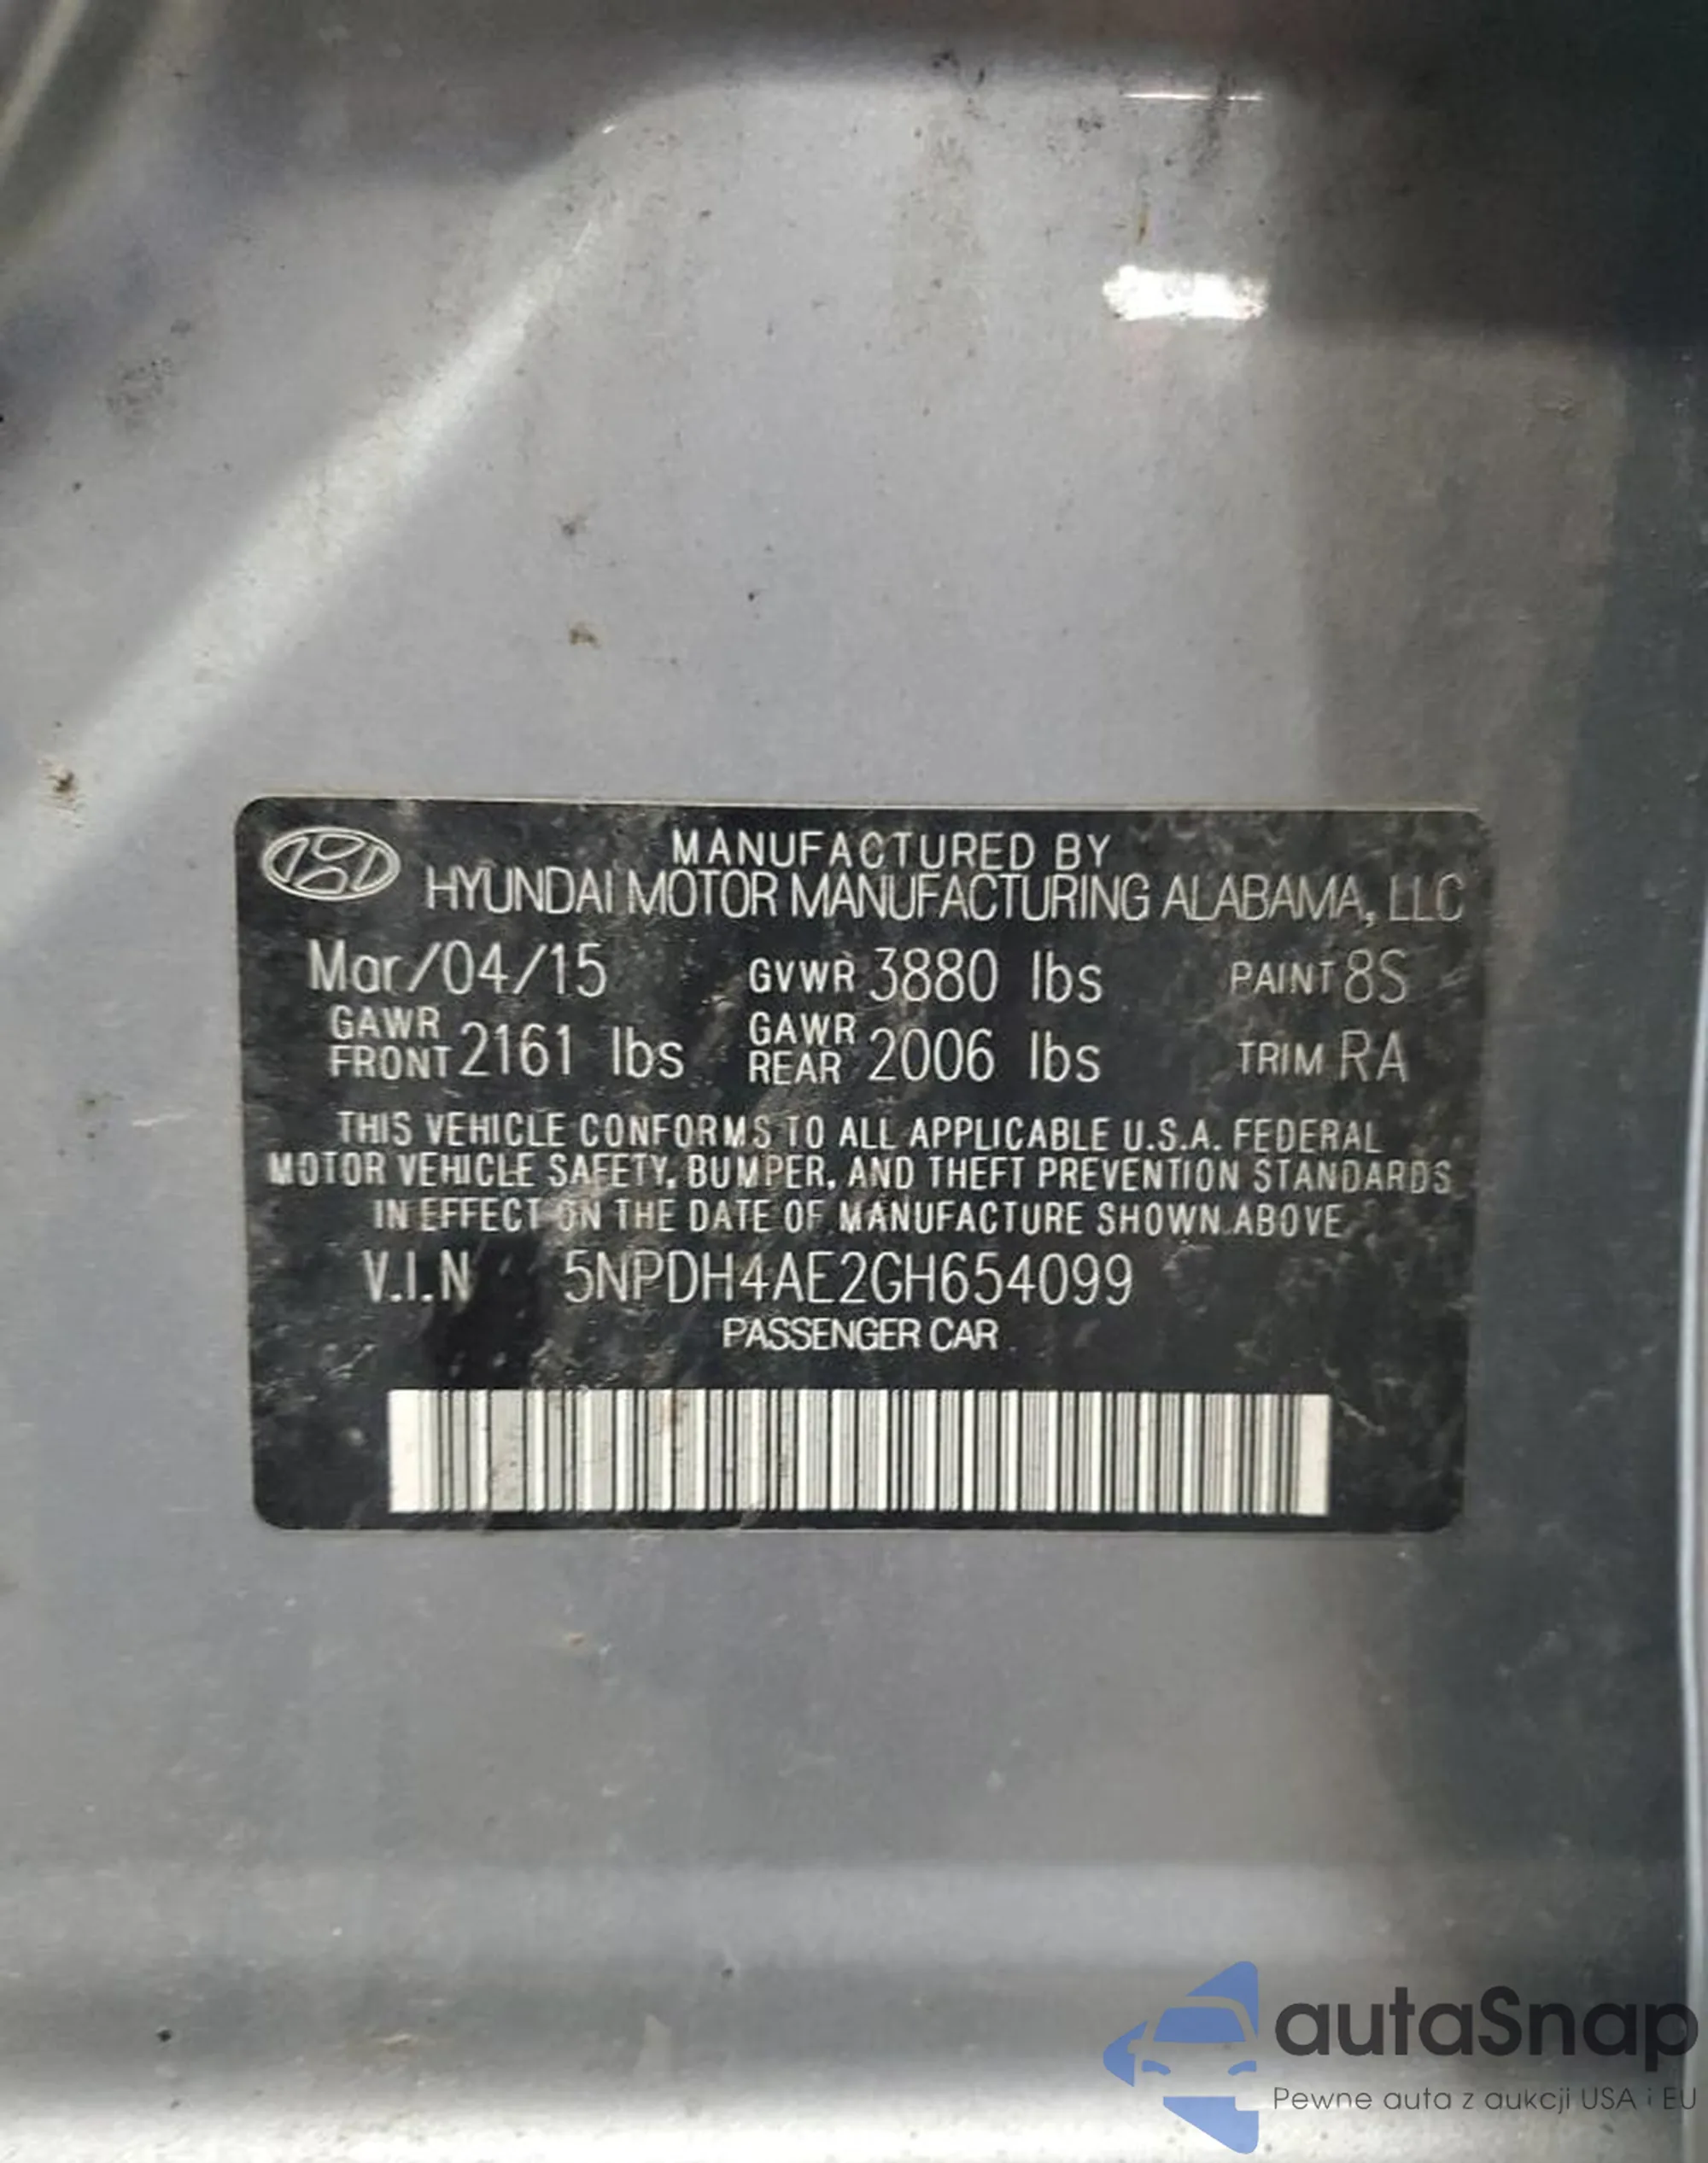 MANUFACTURED BY
HYUNDAI MOTOR MANUFACTURING ALABAMA, LLC
Mar/04/15 GVWR 3880 lbs PAINT 8S
GAWR FRONT 2161 lbs GAWR REAR 2006 lbs TRIM RA
THIS VEHICLE CONFORMS TO ALL APPLICABLE U.S.A. FEDERAL
MOTOR VEHICLE SAFETY, BUMPER, AND THEFT PREVENTION STANDARDS
IN EFFECT ON THE DATE OF MANUFACTURE SHOWN ABOVE
V.I.N 5NPDH4AE2GH654099
PASSENGER CAR
autaSnap
Pewne auta z aukcji USA i EU